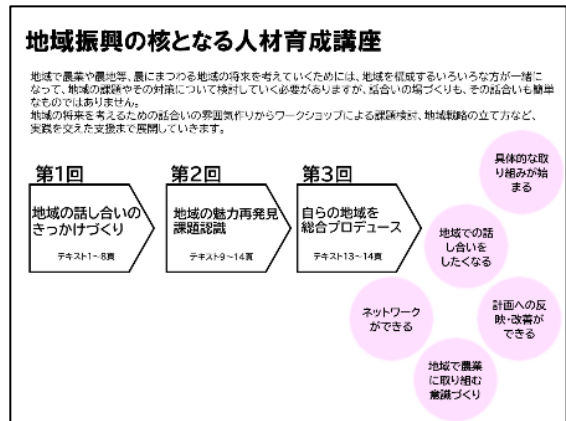 地域振興の核となる人材育成講座
地域で農業や農地等、農にまつわる地域の将来を考えていくためには、地域を構成するいろいろな方が一緒に
なって、地域の課題やその対策について検討していく必要がありますが、話合いの場づくりも、その話合いも簡単
なものではありません。
地域の将来を考えるための話合いの雰囲気作りからワークショップによる課題検討、地域戦略の立て方など、
実践を交えた支援まで展開していきます。
第1回
地域の話し合いの
きっかけづくり
テキスト1~8頁
第2回
地域の魅力再発見
課題認識
テキスト9~14頁
第3回
自らの地域を
総合プロデュース
テキスト13~14頁
具体的な取
り組みが始
まる
地域での話
し合いを
したくなる
ネットワーク
ができる
計画への反
映・改善が
できる
地域で農業
に取り組む
意識づくり